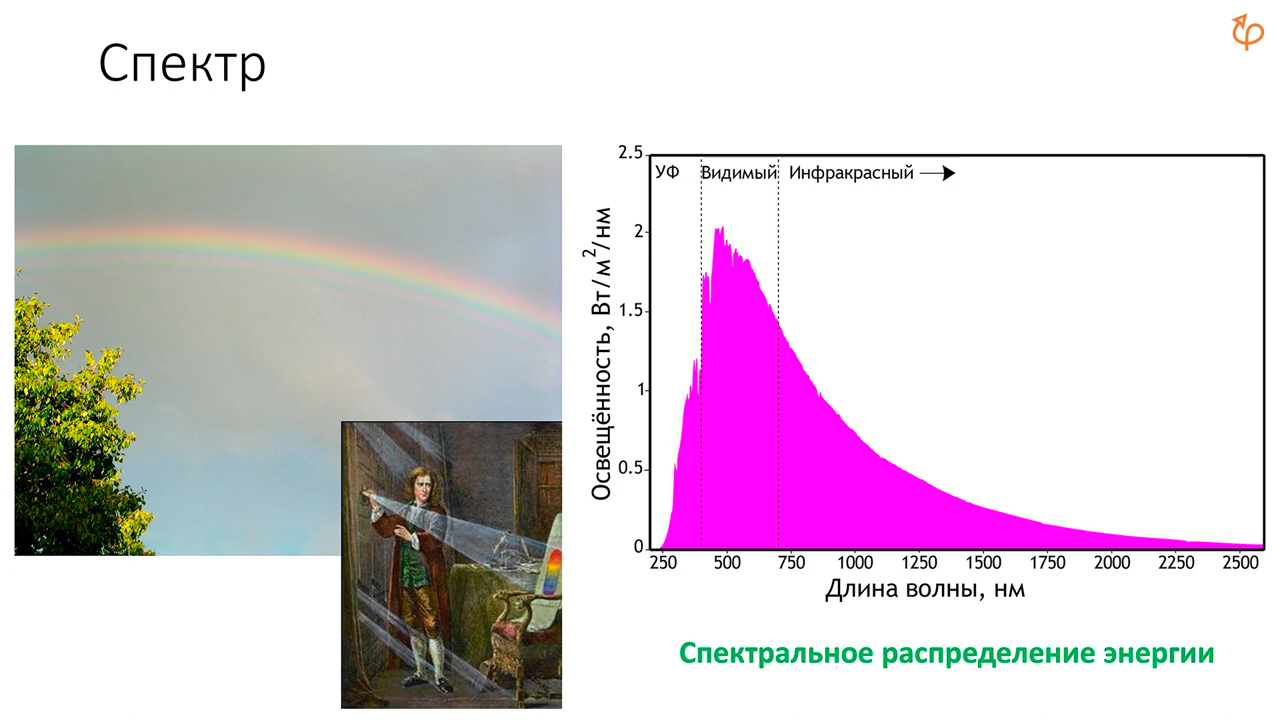 Спектр
2.5
УФ Видимый Инфракрасный
2
1.5
1
0.5
0
Освещённость, Вт/м²/нм
250 500 750 1000 1250 1500 1750 2000 2250 2500
Длина волны, нм
Спектральное распределение энергии